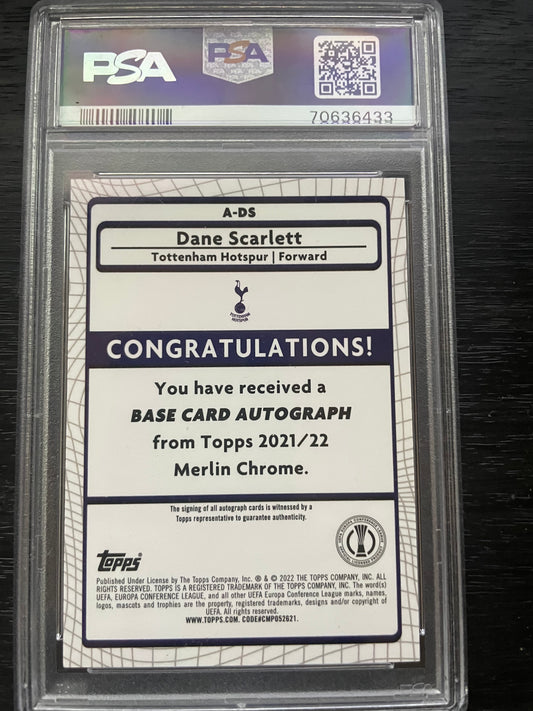 PSA
PSA
70636433
A-DS
Dane Scarlett
Tottenham Hotspur | Forward
TOTTENHAM
HOTSPUR
CONGRATULATIONS!
You have received a
BASE CARD AUTOGRAPH
from Topps 2021/22
Merlin Chrome.
The signing of all autograph cards is witnessed by a
Topps representative to guarantee authenticity.
Topps
Published Under License by The Topps Company, Inc. ® & © 2022 THE TOPPS COMPANY, INC. ALL
RIGHTS RESERVED. TOPPS IS A REGISTERED TRADEMARK OF THE TOPPS COMPANY, INC. The word(s)
UEFA, EUROPA CONFERENCE LEAGUE, and all other UEFA Europa Conference League marks, names,
logos, mascots and trophies are the property, registered trademarks, designs and/or copyright of
UEFA. All rights reserved.
WWW.TOPPS.COM. CODE#CMP052621.